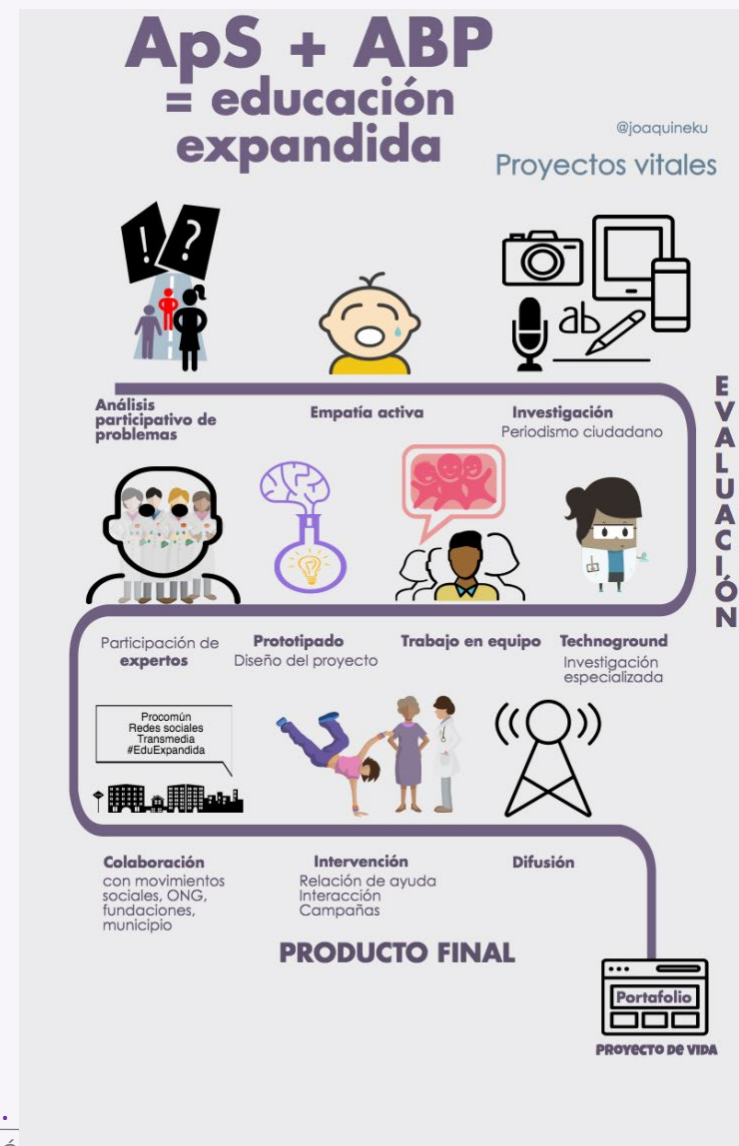 ApS + ABP
= educación
expandida
@joaquineku
Proyectos vitales
! ?
ab
Análisis
participativo de
problemas
Empatía activa
Investigación
Periodismo ciudadano
EVALUACIÓN
Participación de
expertos
Prototipado
Diseño del proyecto
Trabajo en equipo
Technoground
Investigación
especializada
Procomún
Redes sociales
Transmedia
#EduExpandida
Colaboración
con movimientos
sociales, ONG,
fundaciones,
municipio
Intervención
Relación de ayuda
Interacción
Campañas
Difusión
PRODUCTO FINAL
Portafolio
PROYECTO DE VIDA